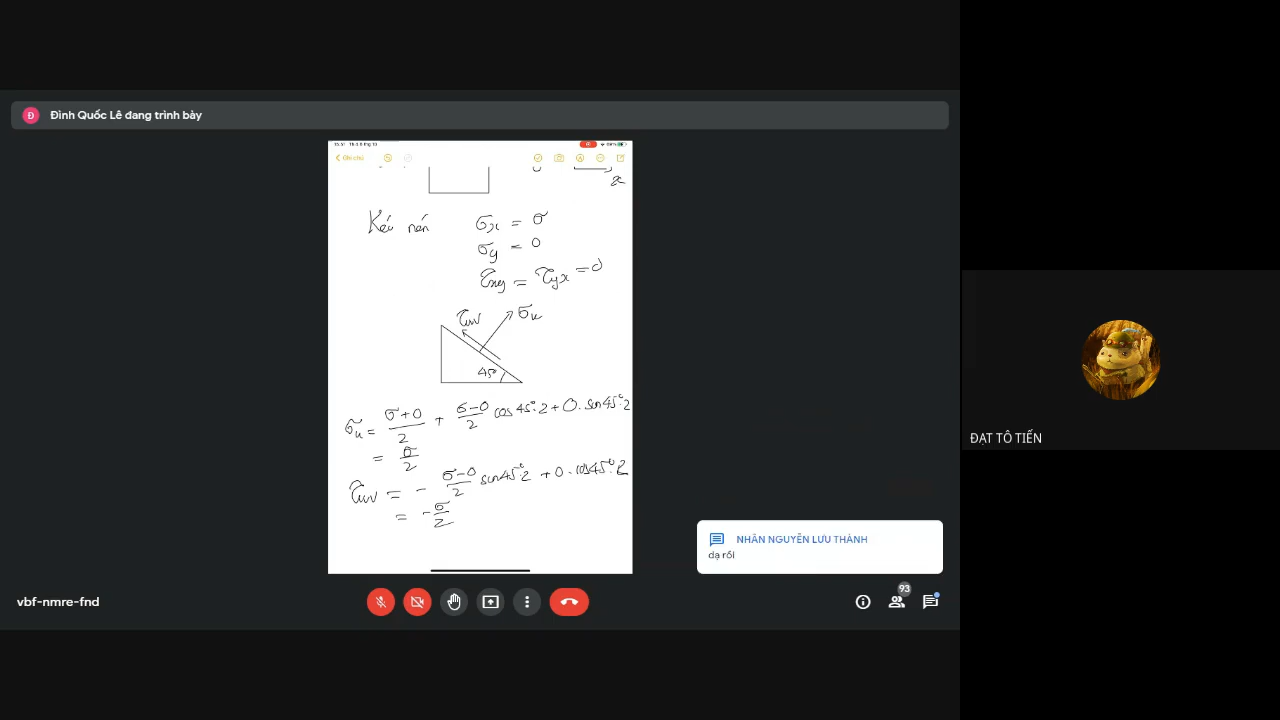 Đình Quốc Lê đang trình bày
Đ
Ghi chú
x
Kéo nén σx = σ
σy = 0
τxy = τyx = 0
τuv
σu
45°
σu = (σ+0)/2 + (σ-0)/2 cos 45°.2 + 0. sin 45°.2
= σ/2
τuv = - (σ-0)/2 sin 45°.2 + 0. cos 45°.2
= -σ/2
ĐẠT TÔ TIẾN
NHÂN NGUYỄN LƯU THÀNH
dạ rồi
vbf-nmre-fnd
93